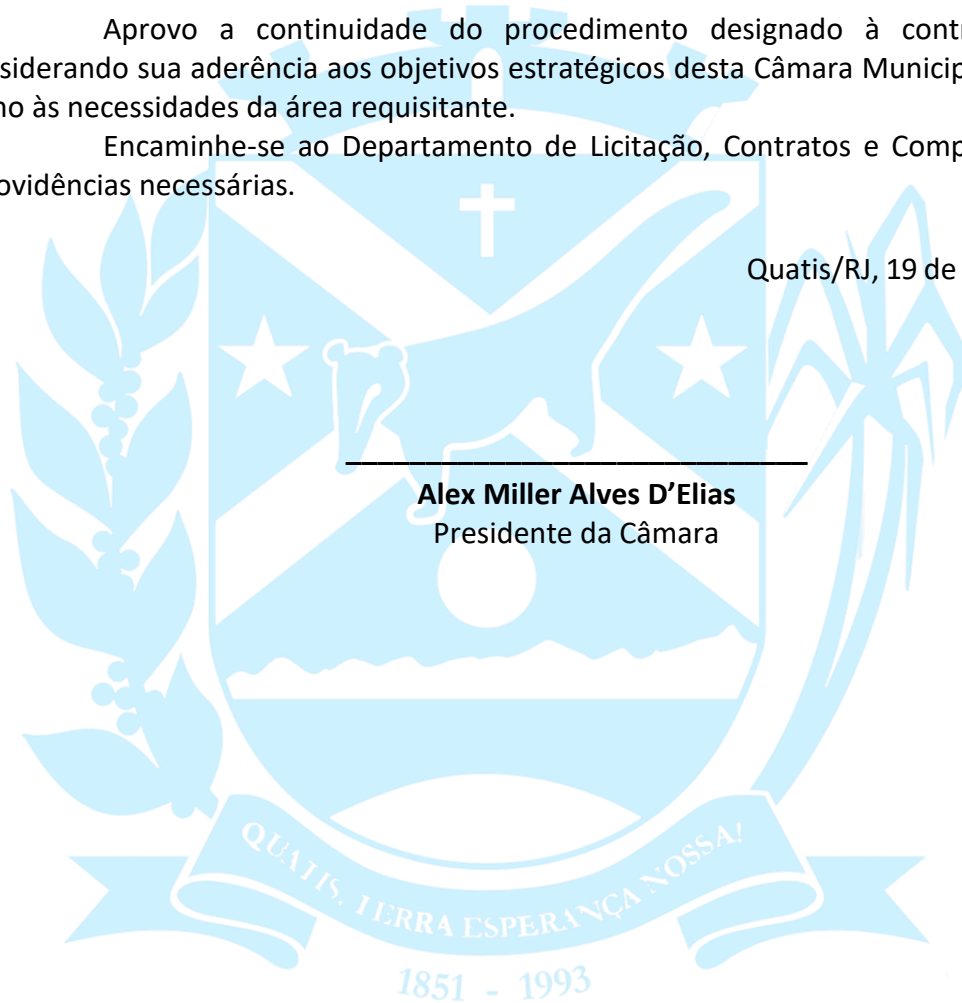 Aprovo a continuidade do procedimento designado à contr
siderando sua aderência aos objetivos estratégicos desta Câmara Municip
no às necessidades da área requisitante.
Encaminhe-se ao Departamento de Licitação, Contratos e Comp
ovidências necessárias.
Quatis/RJ, 19 de
Alex Miller Alves D’Elias
Presidente da Câmara
QUATIS, TERRA ESPERANÇA NOSSA!
1851 - 1993